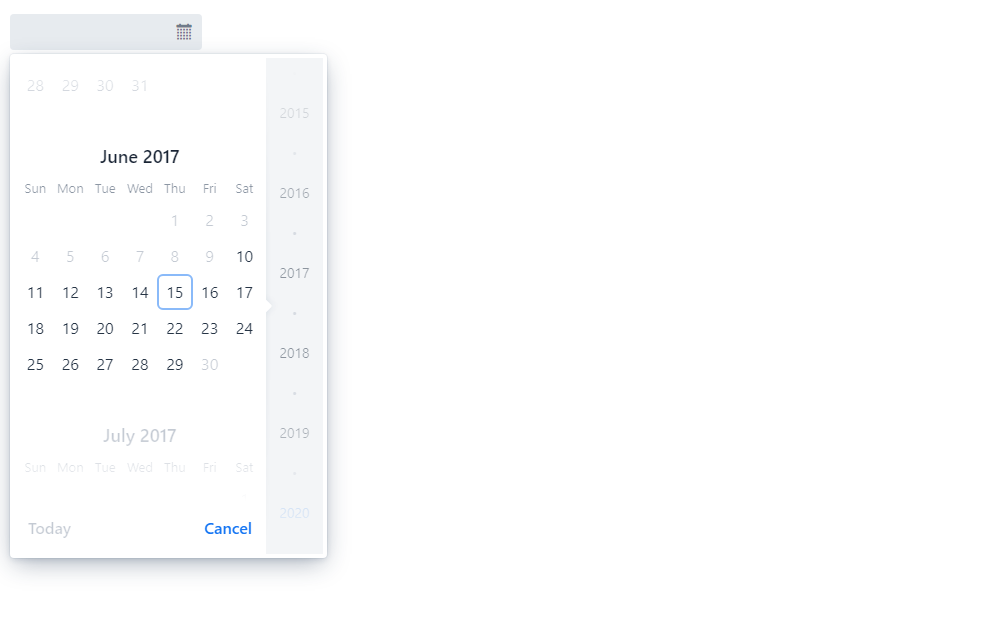 28 29 30 31
June 2017
Sun Mon Tue Wed Thu Fri Sat
1 2 3
4 5 6 7 8 9 10
11 12 13 14 15 16 17
18 19 20 21 22 23 24
25 26 27 28 29 30
July 2017
Sun Mon Tue Wed Thu Fri Sat
Today Cancel
2015
2016
2017
2018
2019
2020